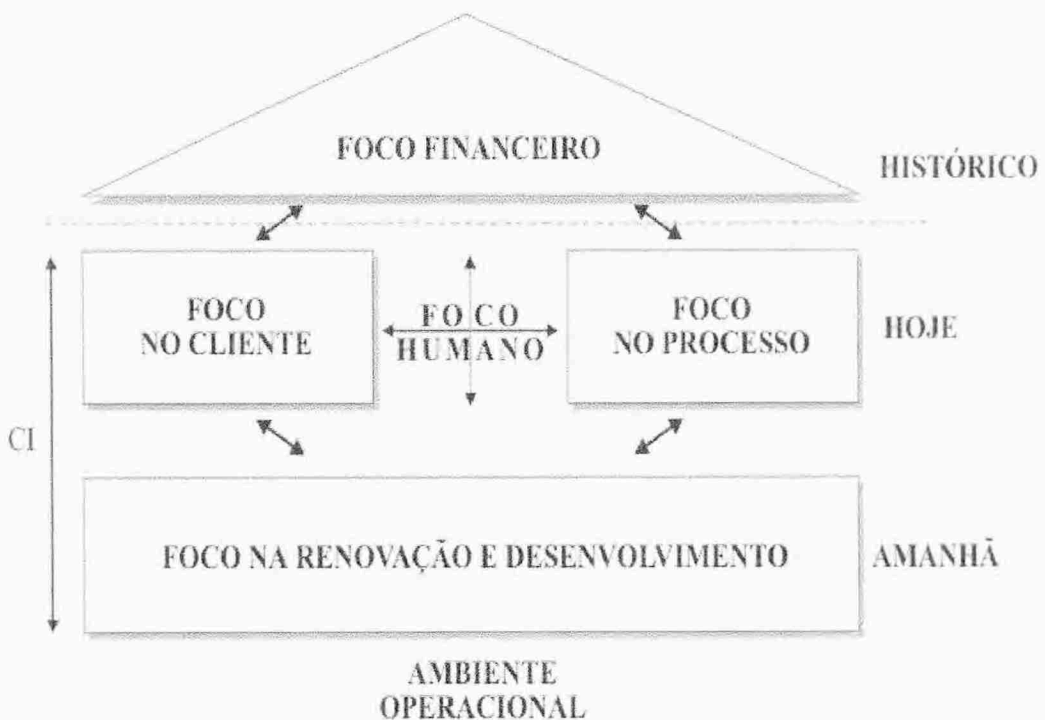 FOCO FINANCEIRO
HISTÓRICO
FOCO
NO CLIENTE
FOCO
HUMANO
FOCO
NO PROCESSO
HOJE
CI
FOCO NA RENOVAÇÃO E DESENVOLVIMENTO
AMANHÃ
AMBIENTE
OPERACIONAL